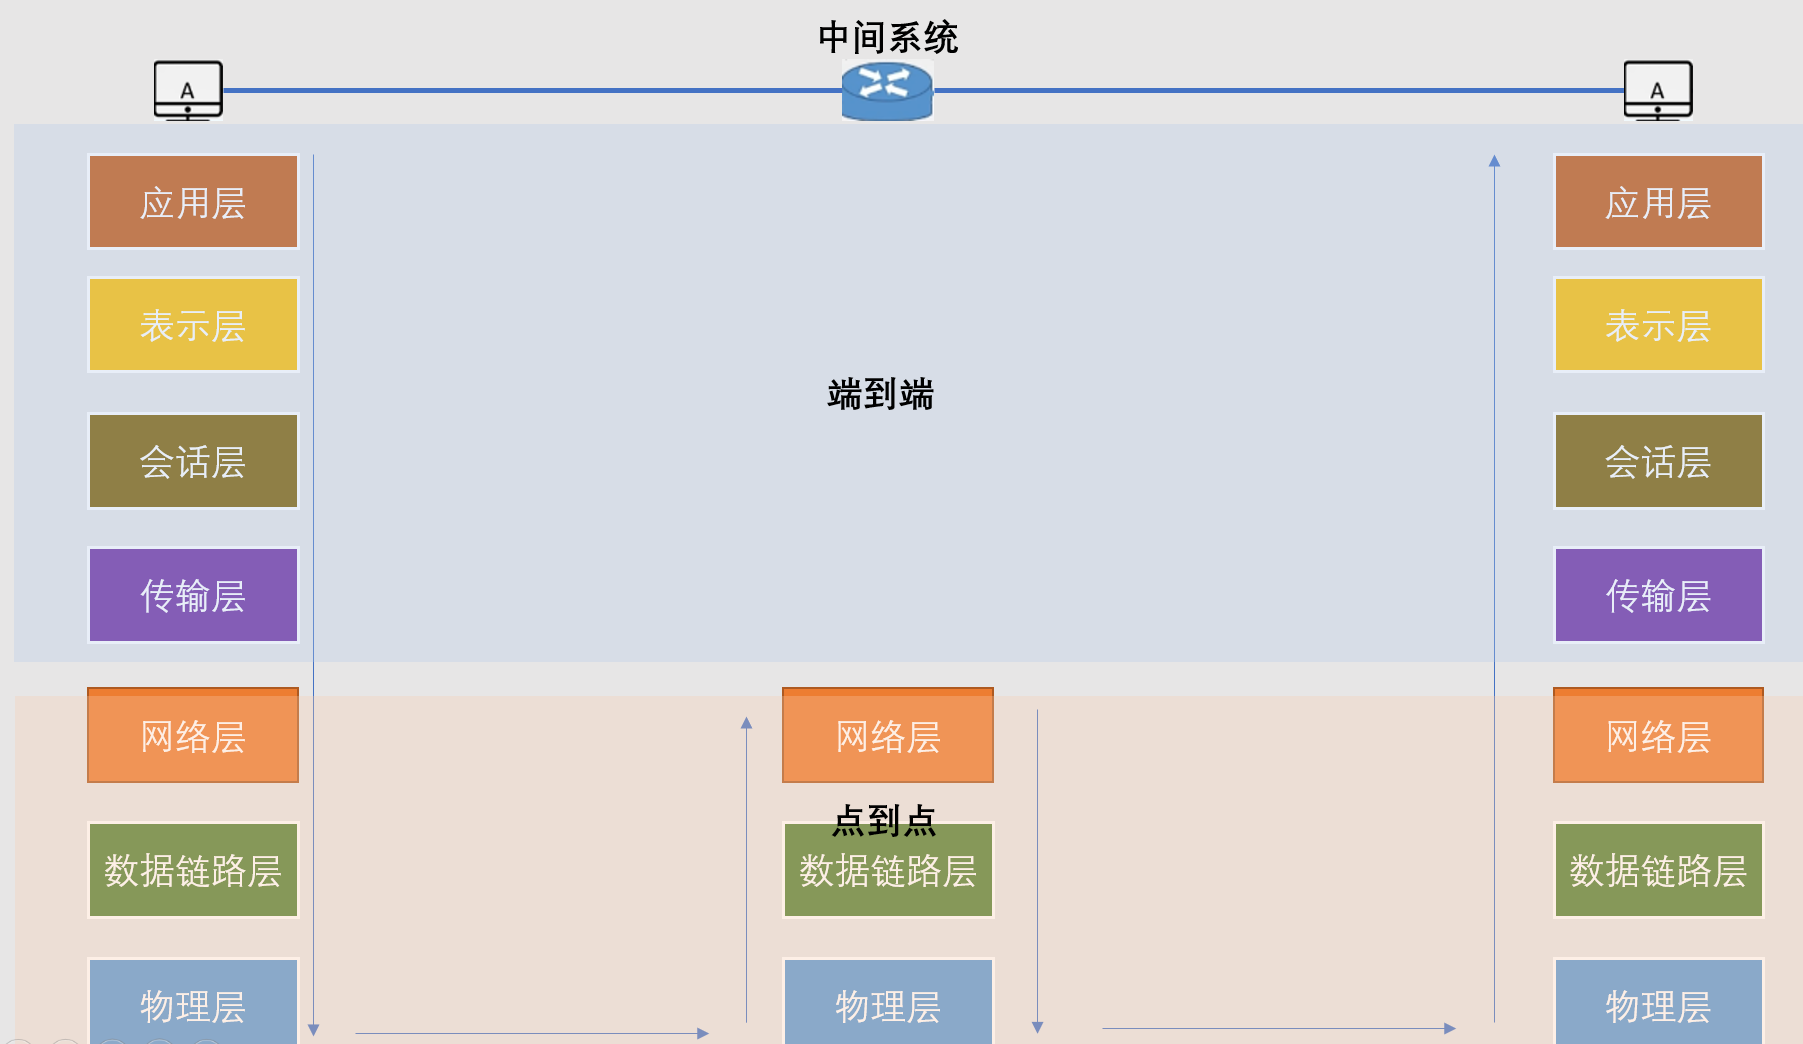 中间系统
A
A
应用层
应用层
表示层
表示层
端到端
会话层
会话层
传输层
传输层
网络层
网络层
网络层
点到点
数据链路层
数据链路层
数据链路层
物理层
物理层
物理层